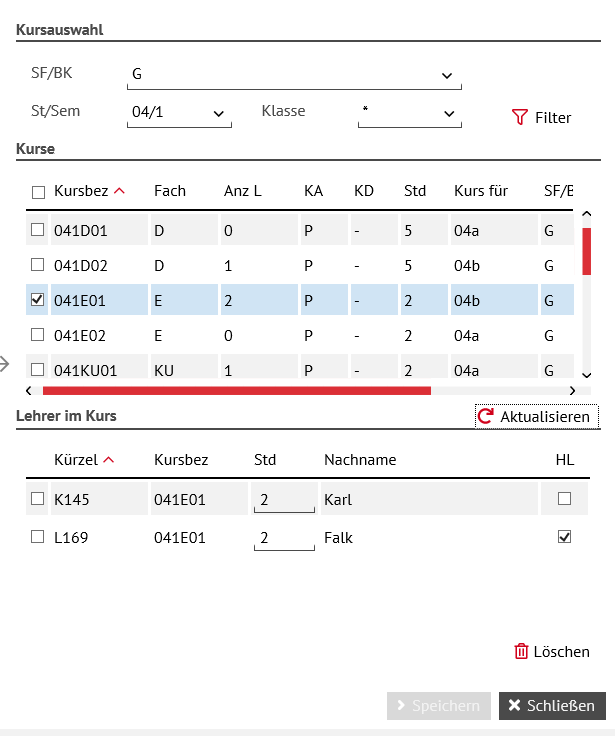 Kursauswahl
SF/BK G
St/Sem 04/1 Klasse *
Filter
Kurse
Kursbez Fach Anz L KA KD Std Kurs für SF/B
041D01 D 0 P - 5 04a G
041D02 D 1 P - 5 04b G
041E01 E 2 P - 2 04b G
041E02 E 0 P - 2 04a G
041KU01 KU 1 P - 2 04a G
Lehrer im Kurs
Aktualisieren
Kürzel Kursbez Std Nachname HL
K145 041E01 2 Karl
L169 041E01 2 Falk
Löschen
Speichern Schließen